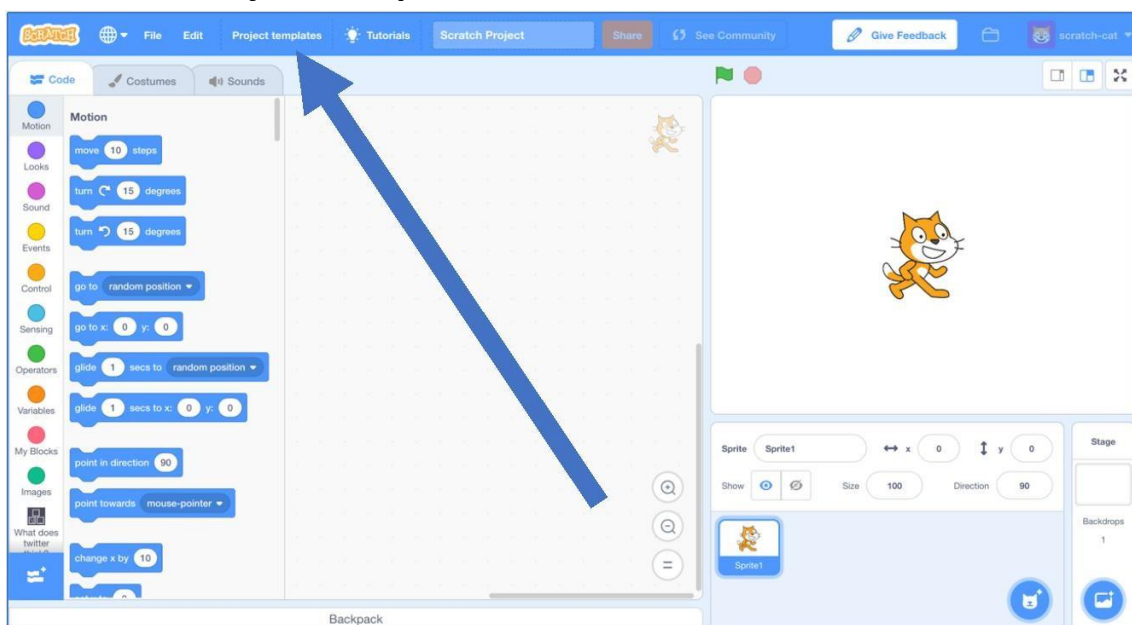 SCRATCH File Edit Project templates Tutorials Scratch Project Share See Community Give Feedback scratch-cat
Code Costumes Sounds
Motion
Looks
Sound
Events
Control
Sensing
Operators
Variables
My Blocks
Images
What does
twitter
Motion
move 10 steps
turn 15 degrees
turn 15 degrees
go to random position
go to x: 0 y: 0
glide 1 secs to random position
glide 1 secs to x: 0 y: 0
point in direction 90
point towards mouse-pointer
change x by 10
Backpack
Sprite Sprite1 x 0 y 0
Show Size 100 Direction 90
Sprite1
Stage
Backdrops
1